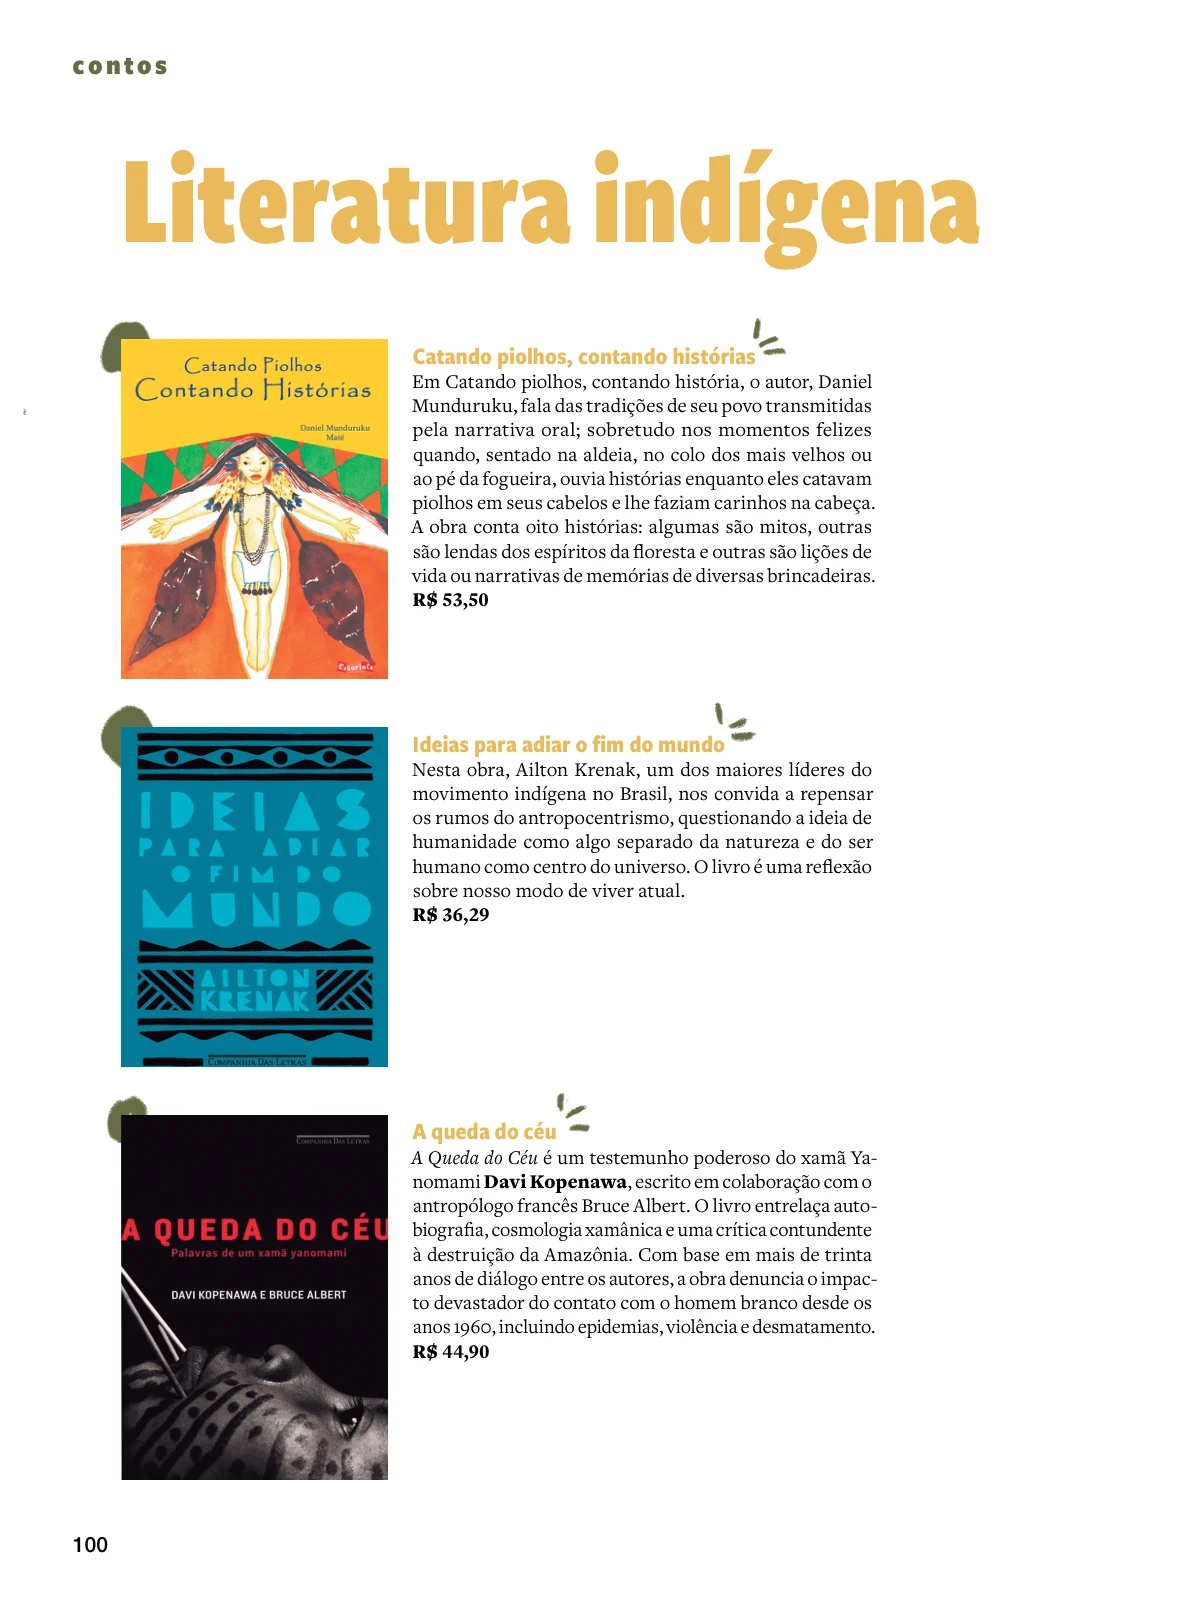 contos
Literatura indígena
Catando Piolhos
Contando Histórias
Daniel Munduruku
Maté
Escarlate
Catando piolhos, contando histórias
Em Catando piolhos, contando história, o autor, Daniel
Munduruku, fala das tradições de seu povo transmitidas
pela narrativa oral; sobretudo nos momentos felizes
quando, sentado na aldeia, no colo dos mais velhos ou
ao pé da fogueira, ouvia histórias enquanto eles catavam
piolhos em seus cabelos e lhe faziam carinhos na cabeça.
A obra conta oito histórias: algumas são mitos, outras
são lendas dos espíritos da floresta e outras são lições de
vida ou narrativas de memórias de diversas brincadeiras.
R$ 53,50
IDEIAS
PARA ADIAR
O FIM DO
MUNDO
AILTON
KRENAK
COMPANHIA DAS LETRAS
Ideias para adiar o fim do mundo
Nesta obra, Ailton Krenak, um dos maiores líderes do
movimento indígena no Brasil, nos convida a repensar
os rumos do antropocentrismo, questionando a ideia de
humanidade como algo separado da natureza e do ser
humano como centro do universo. O livro é uma reflexão
sobre nosso modo de viver atual.
R$ 36,29
COMPANHIA DAS LETRAS
A QUEDA DO CÉU
Palavras de um xamã yanomami
DAVI KOPENAWA E BRUCE ALBERT
A queda do céu
A Queda do Céu é um testemunho poderoso do xamã Ya-
nomami Davi Kopenawa, escrito em colaboração com o
antropólogo francês Bruce Albert. O livro entrelaça auto-
biografia, cosmologia xamânica e uma crítica contundente
à destruição da Amazônia. Com base em mais de trinta
anos de diálogo entre os autores, a obra denuncia o impac-
to devastador do contato com o homem branco desde os
anos 1960, incluindo epidemias, violência e desmatamento.
R$ 44,90
100